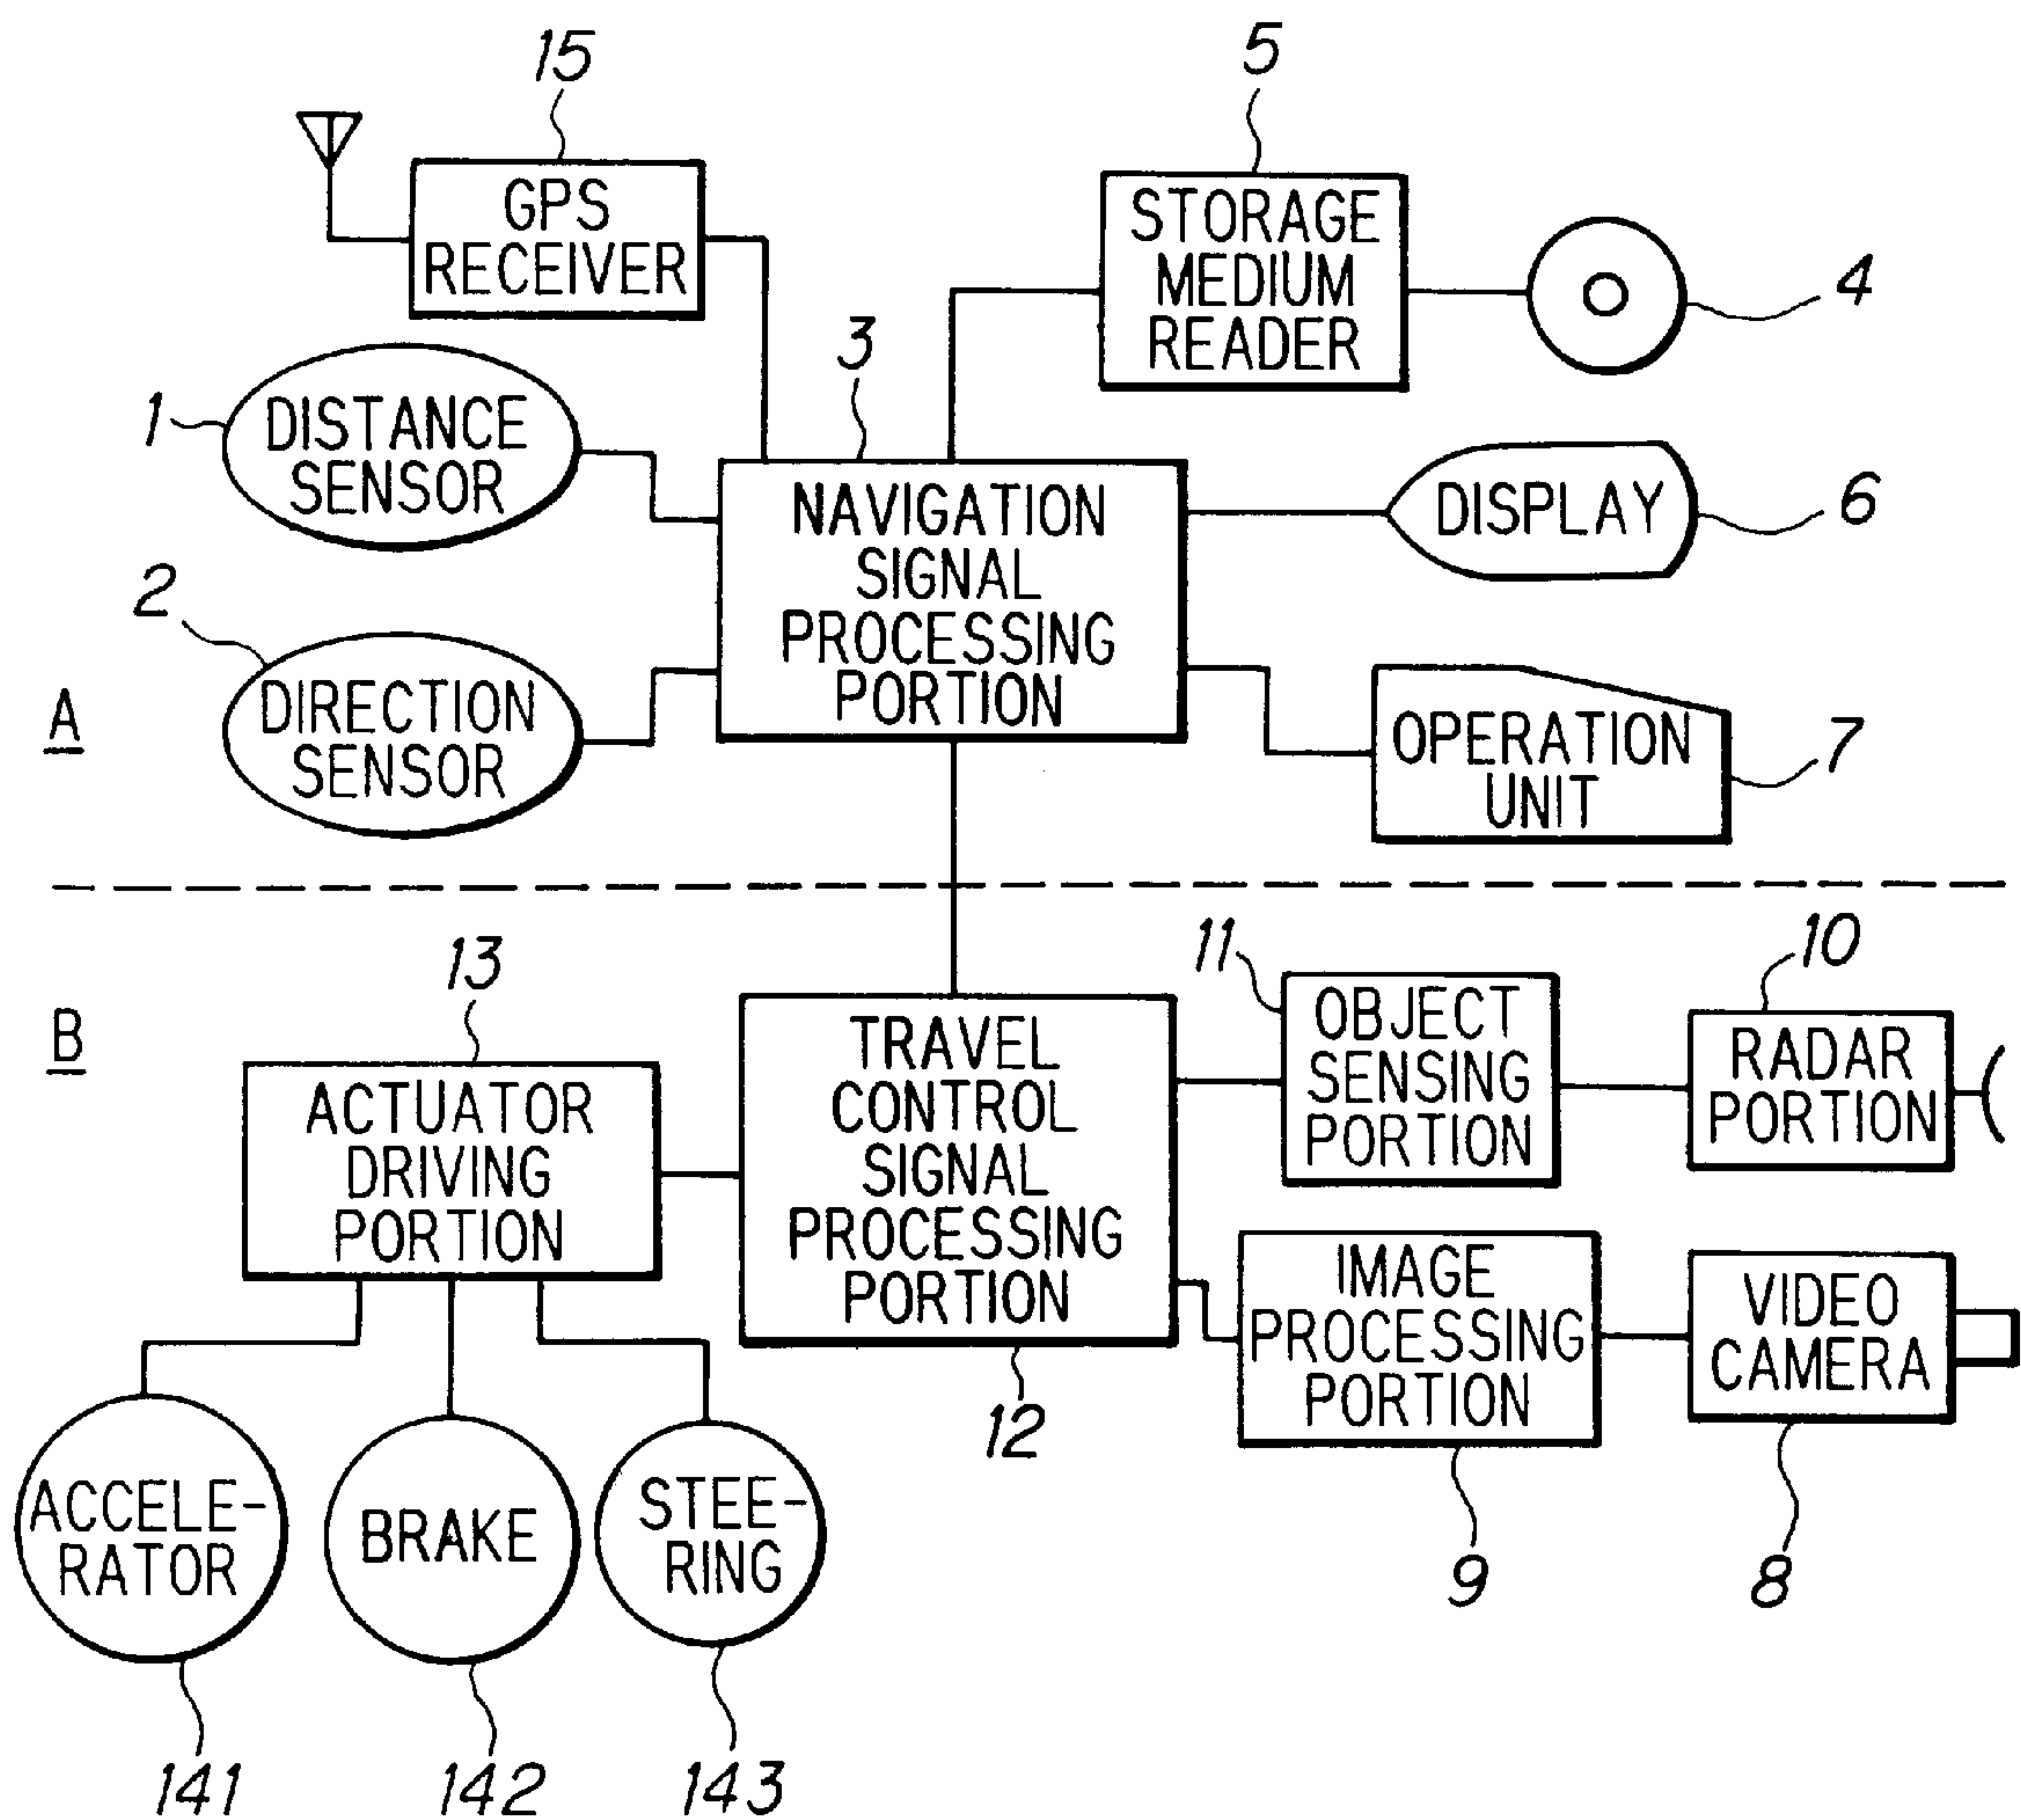 15
5
GPS
RECEIVER
STORAGE
MEDIUM
READER
4
3
1
DISTANCE
SENSOR
NAVIGATION
SIGNAL
PROCESSING
PORTION
DISPLAY
6
2
DIRECTION
SENSOR
A
OPERATION
UNIT
7
13
11
10
B
ACTUATOR
DRIVING
PORTION
TRAVEL
CONTROL
SIGNAL
PROCESSING
PORTION
OBJECT
SENSING
PORTION
RADAR
PORTION
IMAGE
PROCESSING
PORTION
VIDEO
CAMERA
12
ACCELE-
RATOR
BRAKE
STEE-
RING
9
8
141
142
143